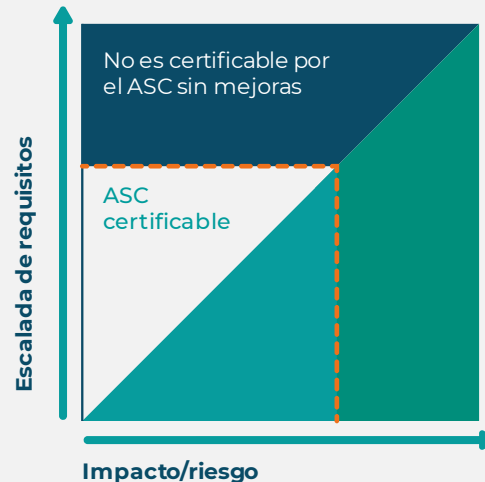 No es certificable por
el ASC sin mejoras
ASC
certificable
Escalada de requisitos
Impacto/riesgo